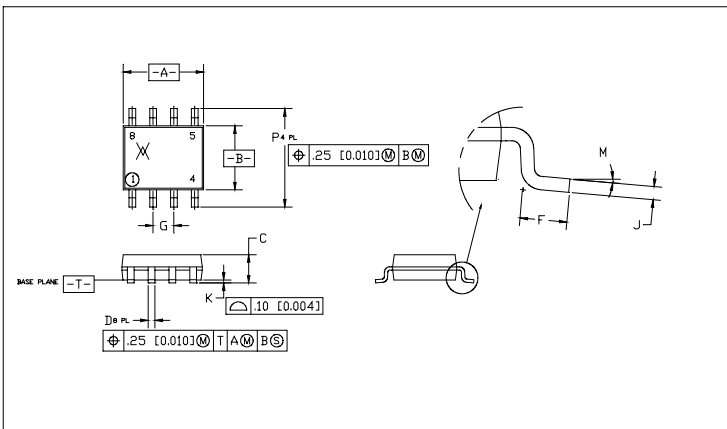 -A-
8 5
1 4
-B-
P 4 PL
⌖ .25 [0.010] Ⓜ B Ⓜ
G
C
BASE PLANE -T-
K
⌓ .10 [0.004]
D 8 PL
⌖ .25 [0.010] Ⓜ T A Ⓜ B Ⓢ
M
F
J